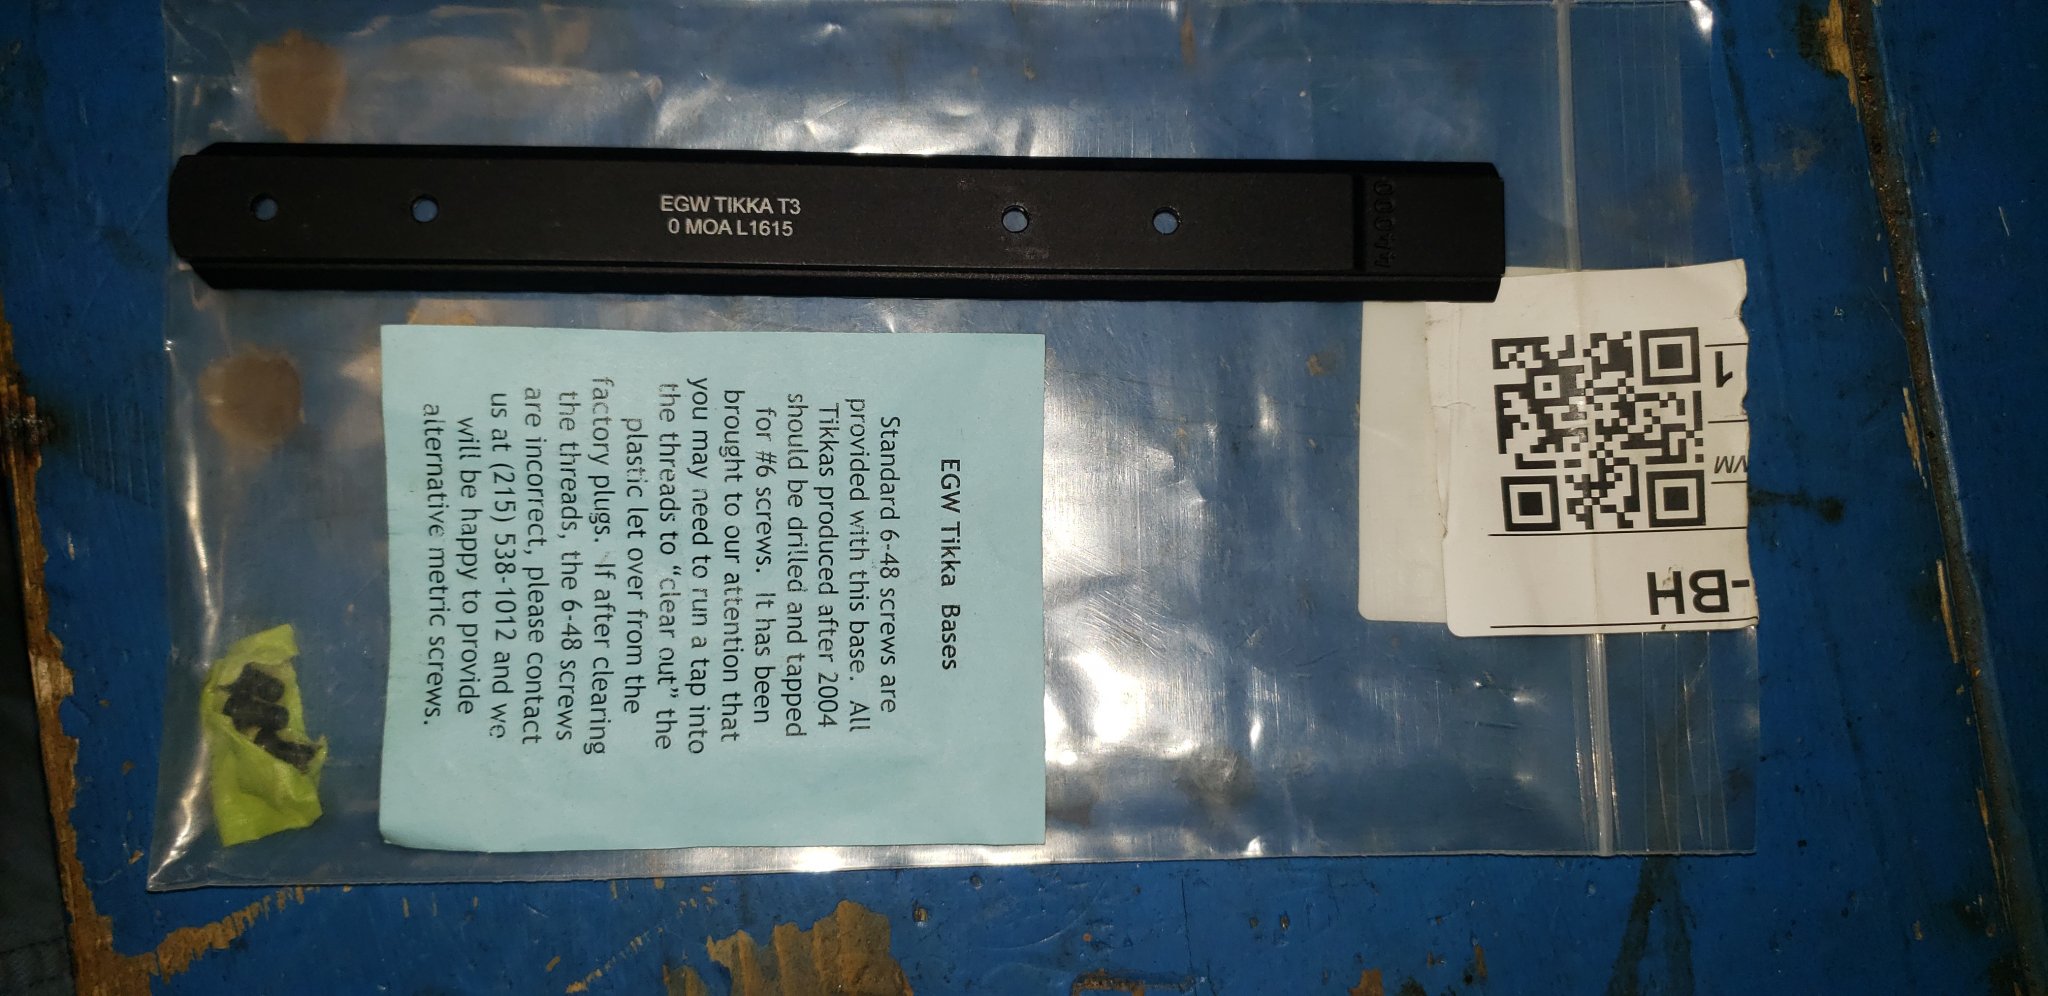 EGW TIKKA T3
0 MOA L1615
EGW Tikka Bases
Standard 6-48 screws are
provided with this base. All
Tikkas produced after 2004
should be drilled and tapped
for #6 screws. It has been
brought to our attention that
you may need to run a tap into
the threads to “clear out” the
plastic let over from the
factory plugs. If after clearing
the threads, the 6-48 screws
are incorrect, please contact
us at (215) 538-1012 and we
will be happy to provide
alternative metric screws.
1
-BH